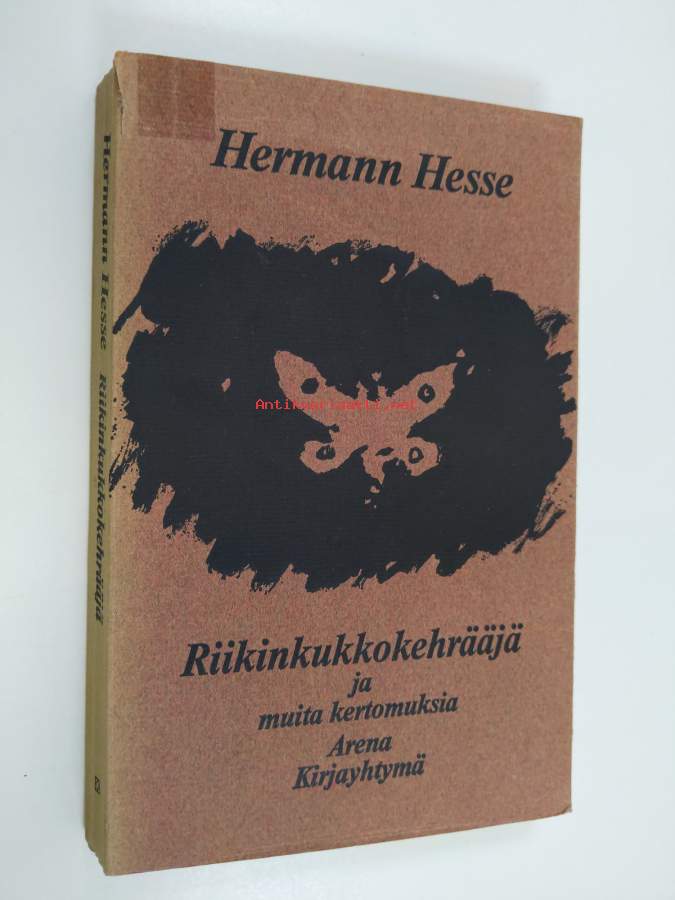 Hermann Hesse
Antikvariaatti.net
Riikinkukkokehrääjä
ja
muita kertomuksia
Arena
Kirjayhtymä
Hermann Hesse Riikinkukkokehrääjä